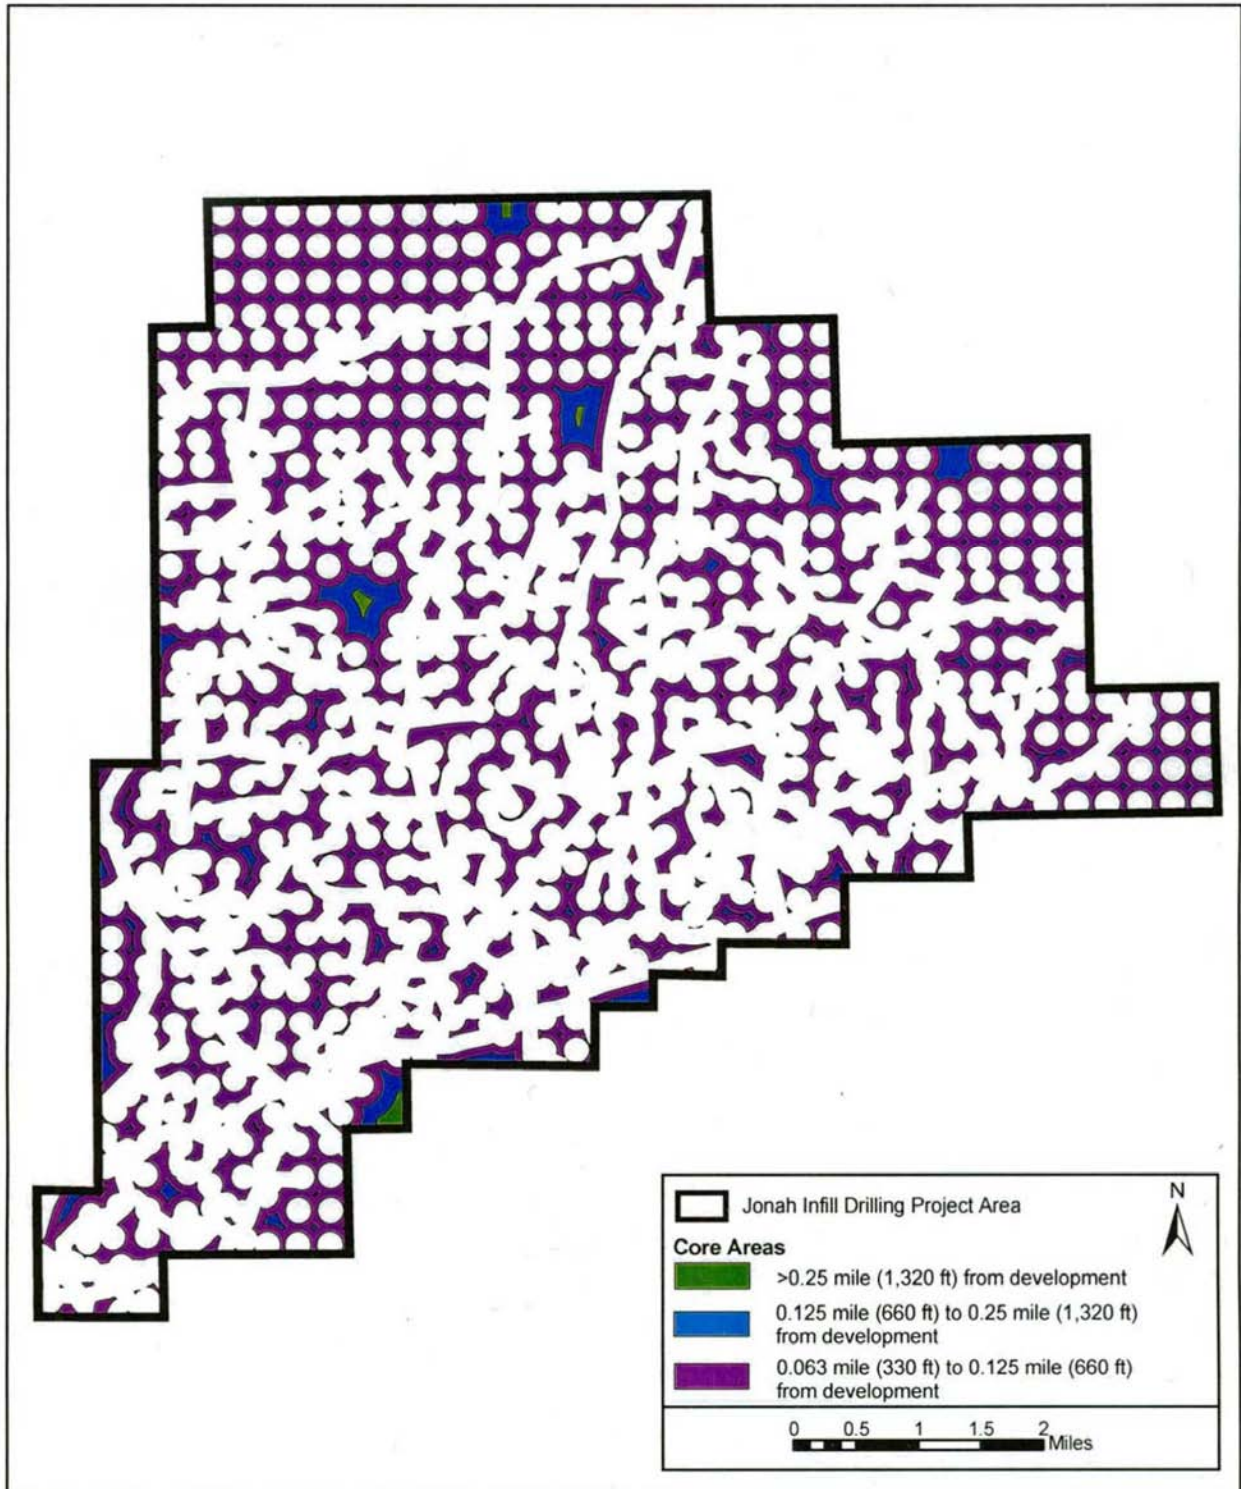 Jonah Infill Drilling Project Area
N
Core Areas
>0.25 mile (1,320 ft) from development
0.125 mile (660 ft) to 0.25 mile (1,320 ft)
from development
0.063 mile (330 ft) to 0.125 mile (660 ft)
from development
0 0.5 1 1.5 2
Miles